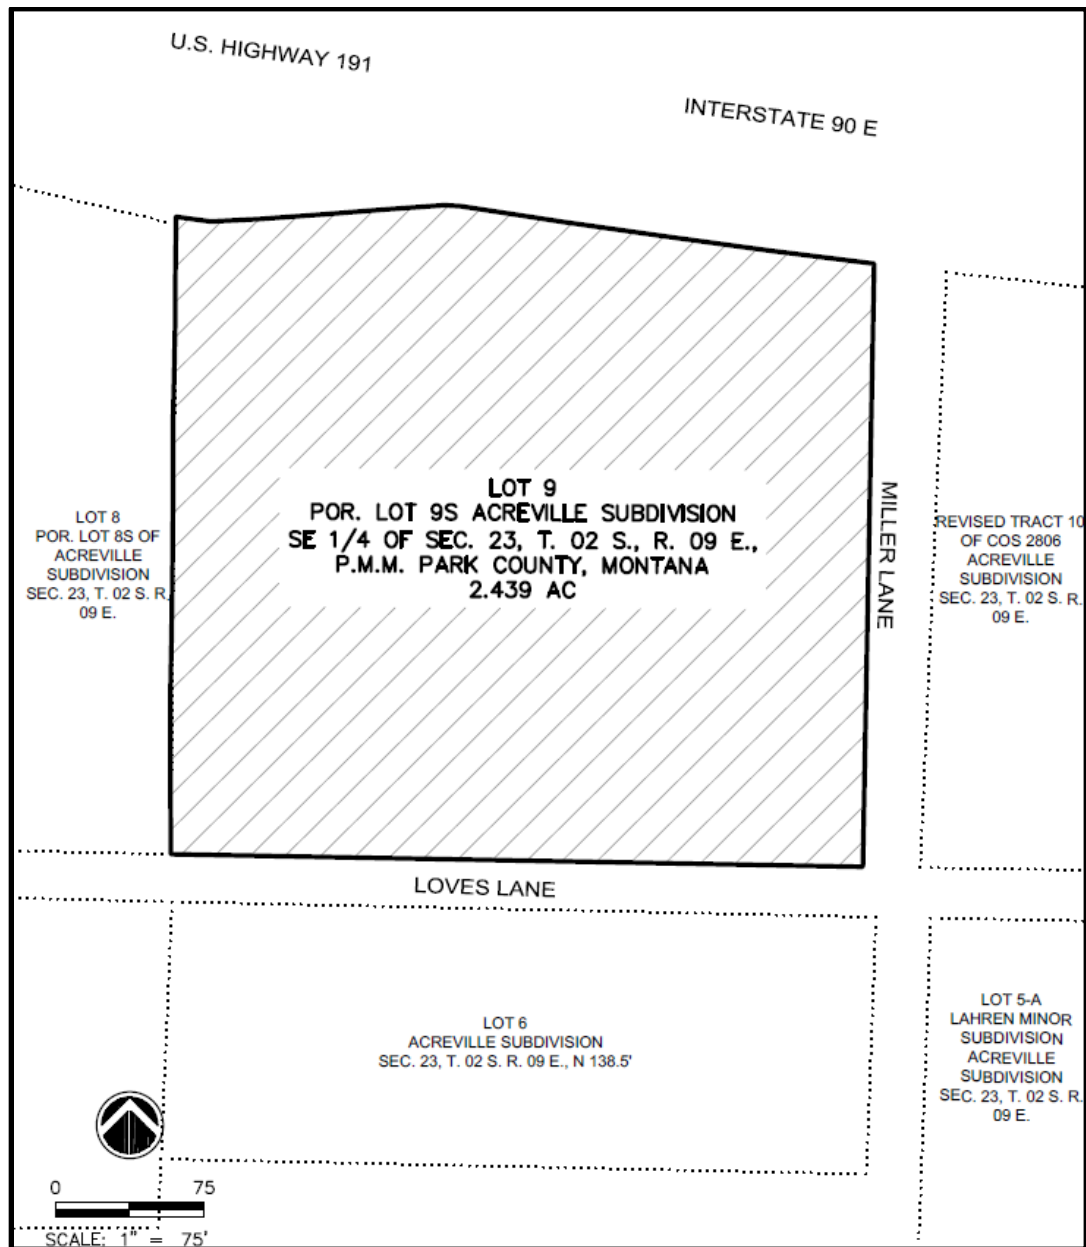 U.S. HIGHWAY 191
INTERSTATE 90 E
LOT 9
POR. LOT 9S ACREVILLE SUBDIVISION
SE 1/4 OF SEC. 23, T. 02 S., R. 09 E.,
P.M.M. PARK COUNTY, MONTANA
2.439 AC
LOT 8
POR. LOT 8S OF
ACREVILLE
SUBDIVISION
SEC. 23, T. 02 S. R.
09 E.
MILLER LANE
REVISED TRACT 10
OF COS 2806
ACREVILLE
SUBDIVISION
SEC. 23, T. 02 S. R.
09 E.
LOVES LANE
LOT 6
ACREVILLE SUBDIVISION
SEC. 23, T. 02 S. R. 09 E., N 138.5'
LOT 5-A
LAHREN MINOR
SUBDIVISION
ACREVILLE
SUBDIVISION
SEC. 23, T. 02 S. R.
09 E.
0 75
SCALE: 1" = 75'